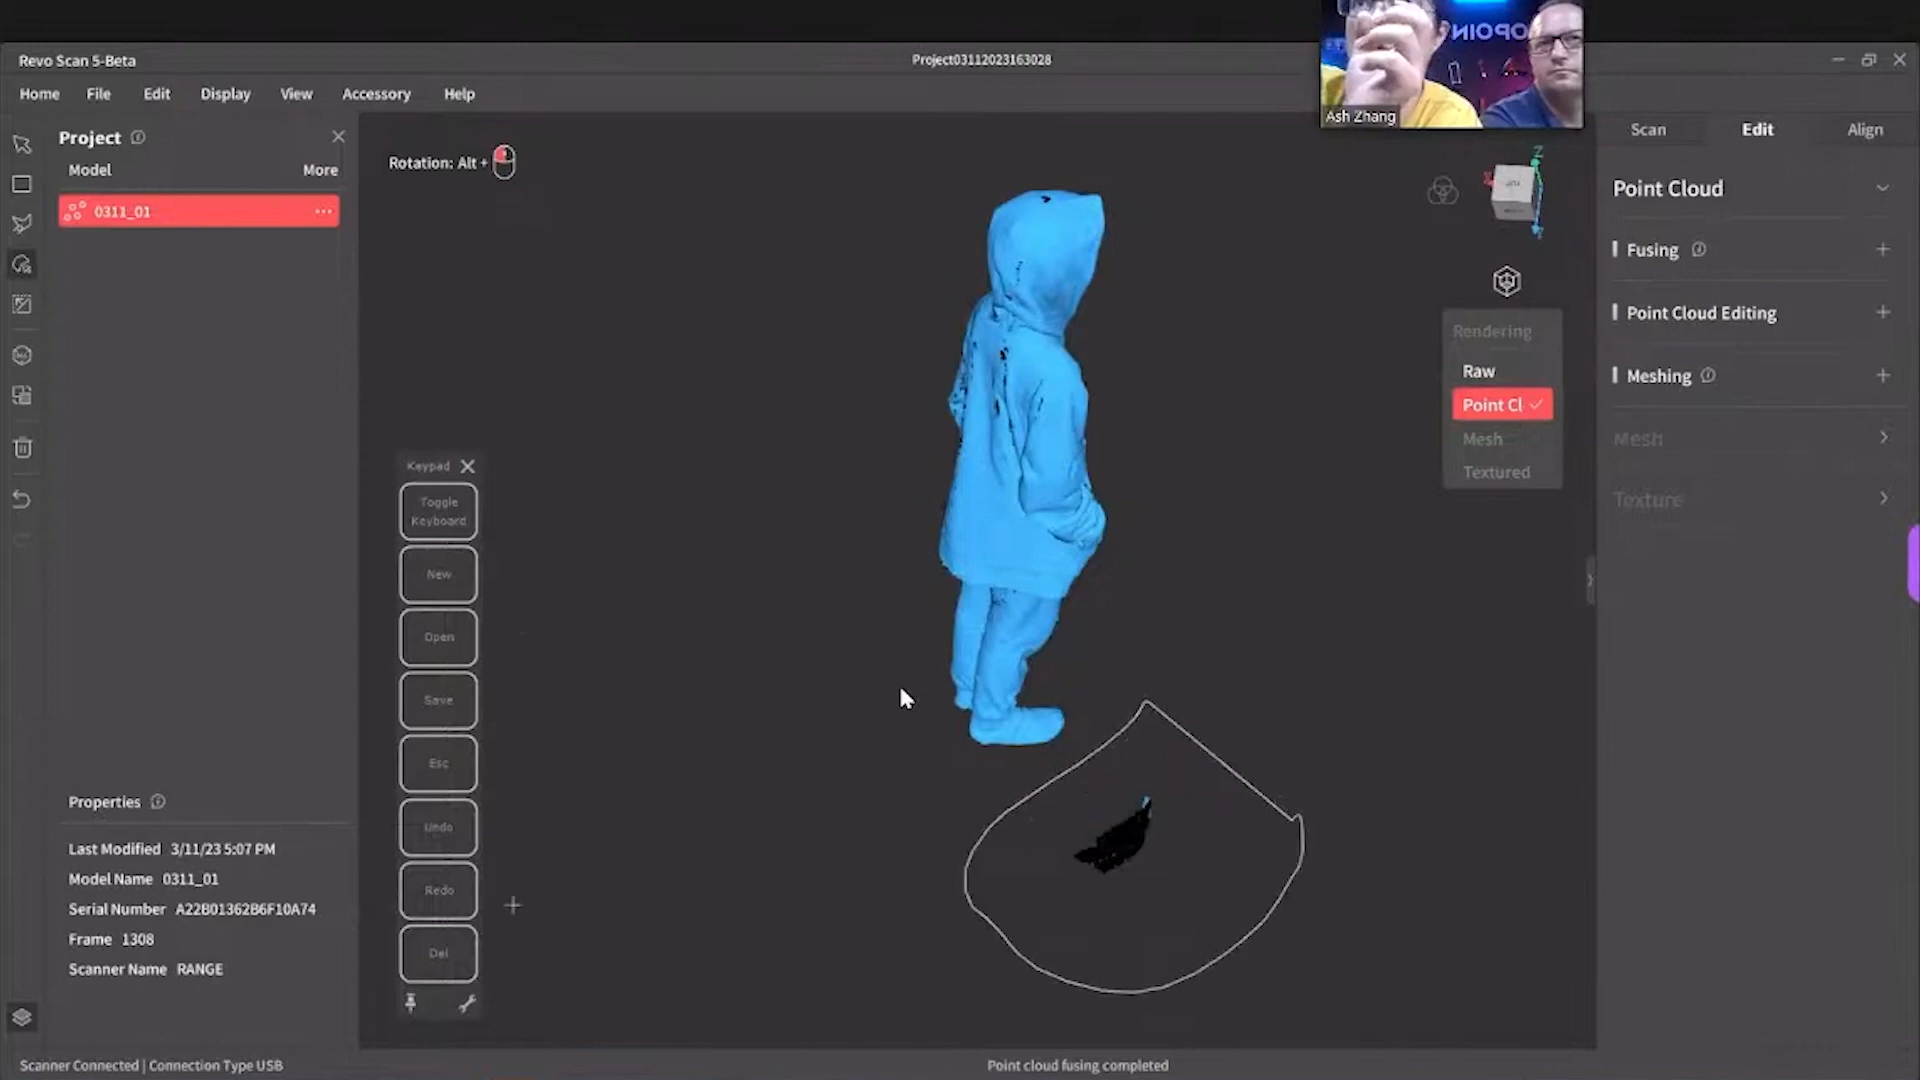 Revo Scan 5-Beta
Project03112023163028
Home File Edit Display View Accessory Help
Ash Zhang
Project
Model More
0311_01
Rotation: Alt +
Z
Scan Edit Align
Point Cloud
Fusing
Point Cloud Editing
Meshing
Mesh
Texture
Rendering
Raw
Point Cl
Mesh
Textured
Keypad
Toggle
Keyboard
New
Open
Save
Esc
Undo
Redo
Del
Properties
Last Modified 3/11/23 5:07 PM
Model Name 0311_01
Serial Number A22B01362B6F10A74
Frame 1308
Scanner Name RANGE
Scanner Connected | Connection Type USB
Point cloud fusing completed